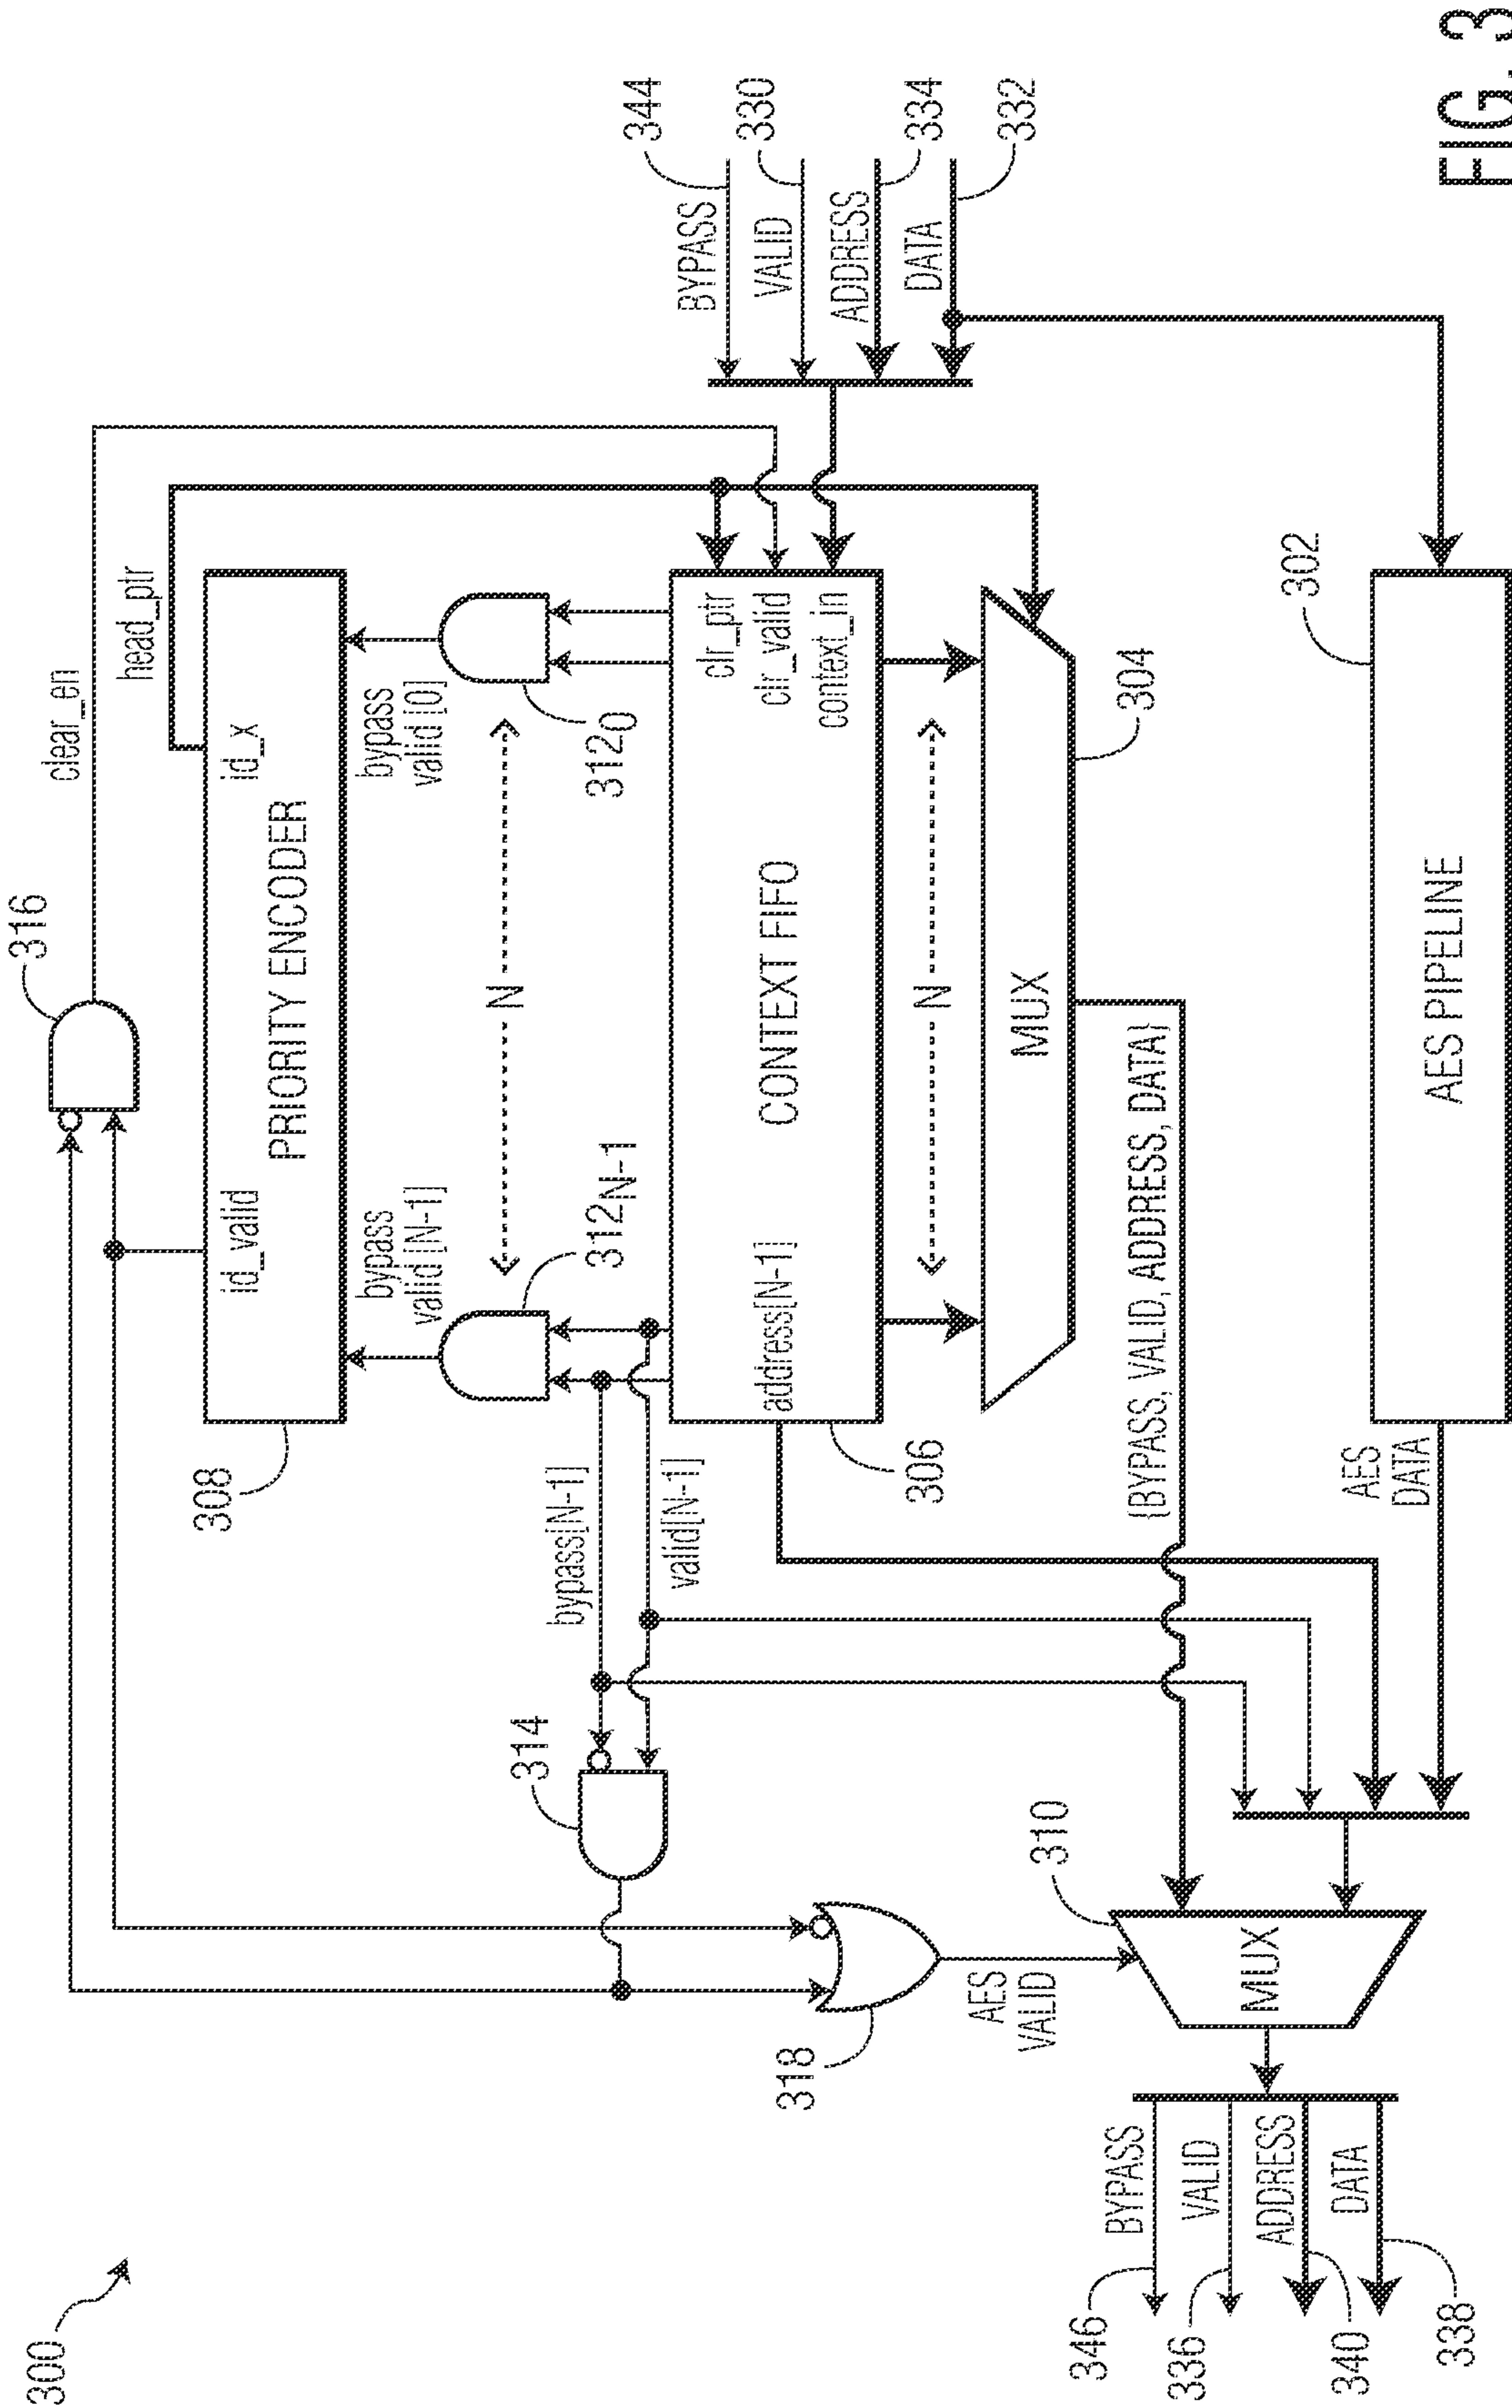 FIG. 3
300
316
clear_en
head_ptr
id_valid
id_x
PRIORITY ENCODER
308
bypass
valid[N-1]
bypass
valid [0]
312N-1
N
3120
314
bypass[N-1]
valid[N-1]
address[N-1]
CONTEXT FIFO
clr_ptr
clr_valid
context_in
306
N
MUX
304
{BYPASS, VALID, ADDRESS, DATA}
BYPASS
344
VALID
330
ADDRESS
334
DATA
332
318
AES
VALID
310
MUX
AES
DATA
AES PIPELINE
302
BYPASS
346
VALID
336
ADDRESS
340
DATA
338